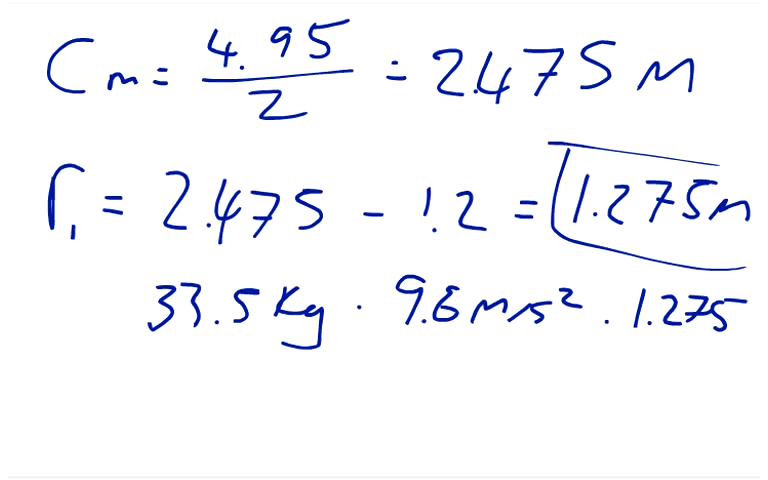 Cm = 4.95/2 = 2.475 m
r₁ = 2.475 - 1.2 = 1.275m
33.5 kg · 9.8 m/s² · 1.275